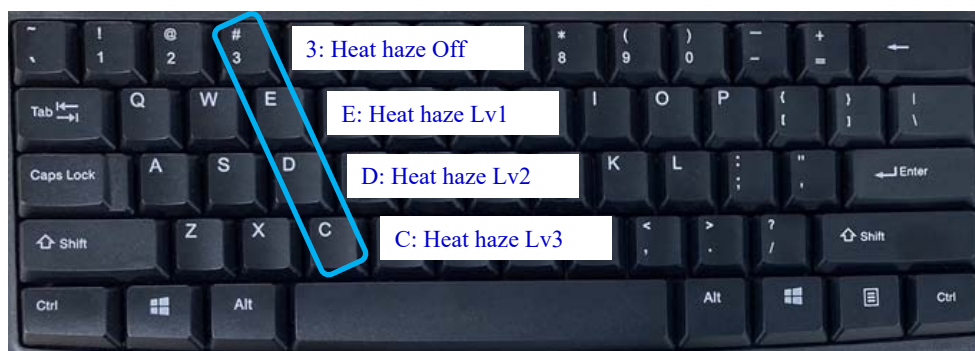 ~ ! @ # 3: Heat haze Off * ( ) — +
` 1 2 3 8 9 0 – =
Tab Q W E E: Heat haze Lv1 I O P { } |
[ ] \
Caps Lock A S D D: Heat haze Lv2 K L : " Enter
; '
Shift Z X C C: Heat haze Lv3 < > ? Shift
, . /
Ctrl Alt Alt Ctrl